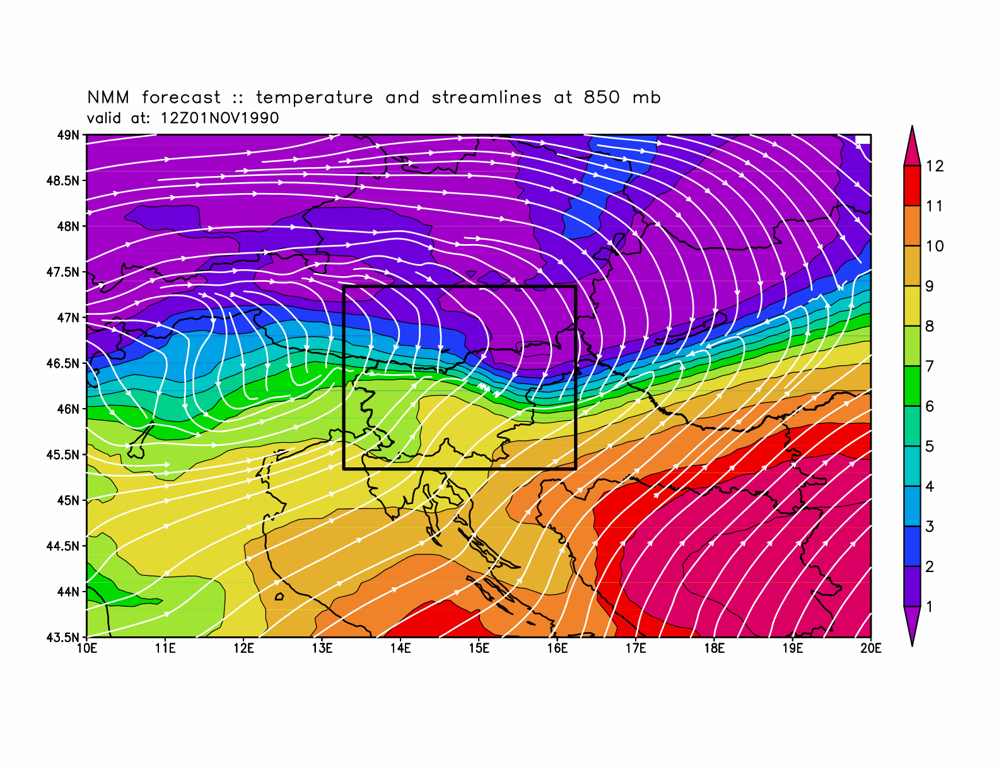 NMM forecast :: temperature and streamlines at 850 mb
valid at: 12Z01NOV1990
49N
48.5N
48N
47.5N
47N
46.5N
46N
45.5N
45N
44.5N
44N
43.5N
10E 11E 12E 13E 14E 15E 16E 17E 18E 19E 20E
12
11
10
9
8
7
6
5
4
3
2
1